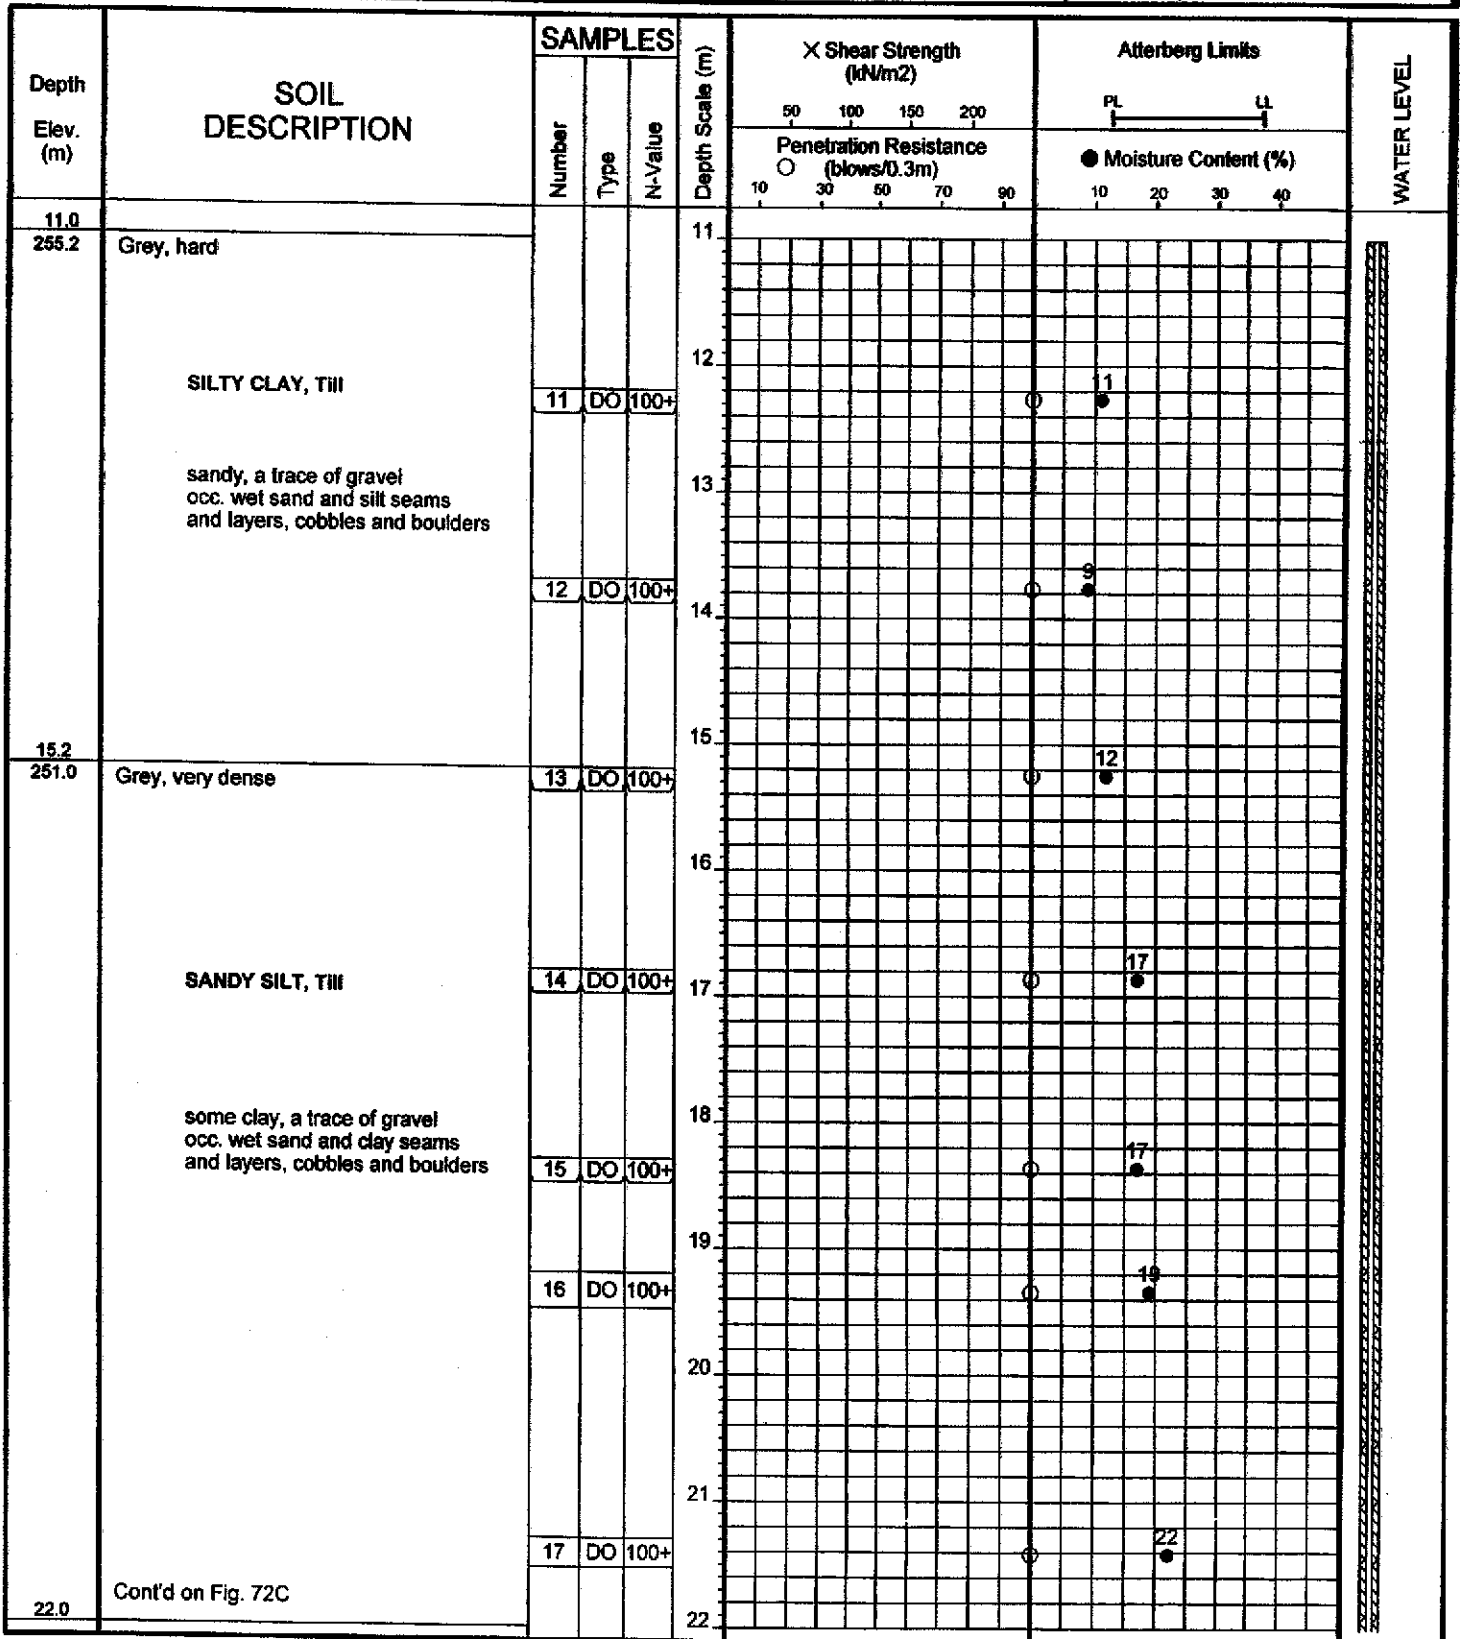 Depth
Elev.
(m)
SOIL
DESCRIPTION
SAMPLES
Number
Type
N-Value
Depth Scale (m)
X Shear Strength
(kN/m2)
50 100 150 200
Penetration Resistance
(blows/0.3m)
10 30 50 70 90
Atterberg Limits
PL LL
Moisture Content (%)
10 20 30 40
WATER LEVEL
11.0
255.2 Grey, hard
11
12
SILTY CLAY, Till
11 DO 100+ 11
sandy, a trace of gravel
occ. wet sand and silt seams
and layers, cobbles and boulders
13
12 DO 100+ 9
14
15
15.2
251.0 Grey, very dense
13 DO 100+ 12
16
SANDY SILT, Till
14 DO 100+ 17
17
some clay, a trace of gravel
occ. wet sand and clay seams
and layers, cobbles and boulders
18
15 DO 100+ 17
19
16 DO 100+ 19
20
21
17 DO 100+ 22
Cont'd on Fig. 72C
22.0
22